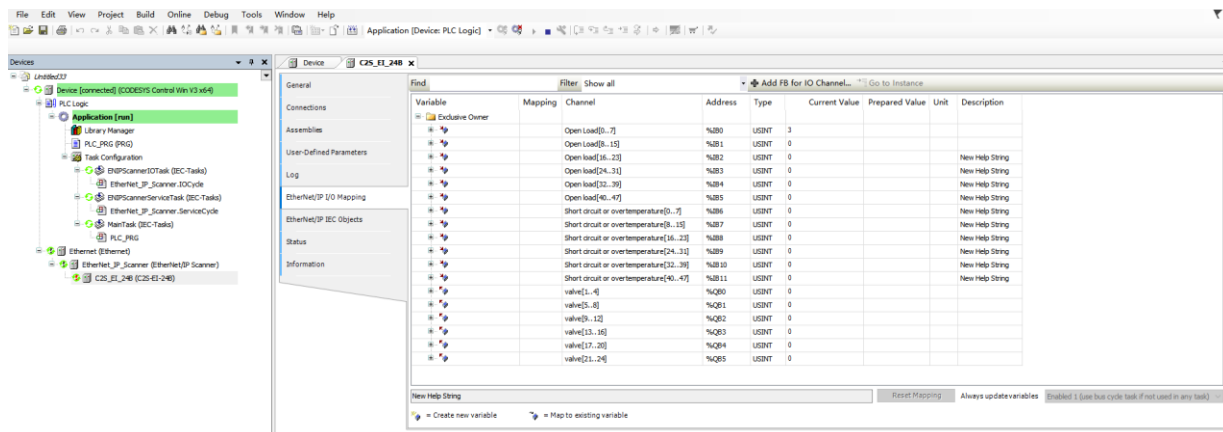 File Edit View Project Build Online Debug Tools Window Help
Application [Device: PLC Logic]
Devices
Untitled33
Device [connected] (CODESYS Control Win V3 x64)
PLC Logic
Application [run]
Library Manager
PLC_PRG (PRG)
Task Configuration
ENIPScannerIOTask (IEC-Tasks)
EtherNet_IP_Scanner.IOCycle
ENIPScannerServiceTask (IEC-Tasks)
EtherNet_IP_Scanner.ServiceCycle
MainTask (IEC-Tasks)
PLC_PRG
Ethernet (Ethernet)
EtherNet_IP_Scanner (EtherNet/IP Scanner)
C2S_EI_24B (C2S-EI-24B)
Device C2S_EI_24B
General
Connections
Assemblies
User-Defined Parameters
Log
EtherNet/IP I/O Mapping
EtherNet/IP IEC Objects
Status
Information
Find Filter Show all Add FB for IO Channel... Go to Instance
Variable Mapping Channel Address Type Current Value Prepared Value Unit Description
Exclusive Owner
Open Load[0..7] %IB0 USINT 3
Open load[8..15] %IB1 USINT 0
Open load[16..23] %IB2 USINT 0 New Help String
Open load[24..31] %IB3 USINT 0 New Help String
Open load[32..39] %IB4 USINT 0 New Help String
Open load[40..47] %IB5 USINT 0 New Help String
Short circuit or overtemperature[0..7] %IB6 USINT 0 New Help String
Short circuit or overtemperature[8..15] %IB7 USINT 0 New Help String
Short circuit or overtemperature[16..23] %IB8 USINT 0 New Help String
Short circuit or overtemperature[24..31] %IB9 USINT 0 New Help String
Short circuit or overtemperature[32..39] %IB10 USINT 0 New Help String
Short circuit or overtemperature[40..47] %IB11 USINT 0 New Help String
valve[1..4] %QB0 USINT 0
valve[5..8] %QB1 USINT 0
valve[9..12] %QB2 USINT 0
valve[13..16] %QB3 USINT 0
valve[17..20] %QB4 USINT 0
valve[21..24] %QB5 USINT 0
New Help String Reset Mapping Always update variables Enabled 1 (use bus cycle task if not used in any task)
= Create new variable = Map to existing variable